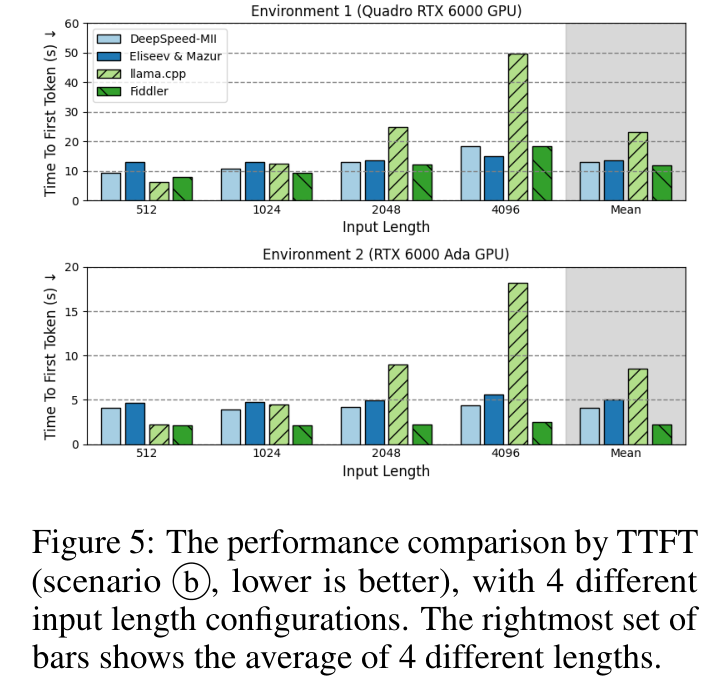 Environment 1 (Quadro RTX 6000 GPU)
Time To First Token (s) ↓
60
50
40
30
20
10
0
DeepSpeed-MII
Eliseev & Mazur
llama.cpp
Fiddler
512
1024
2048
4096
Mean
Input Length
Environment 2 (RTX 6000 Ada GPU)
Time To First Token (s) ↓
20
15
10
5
0
512
1024
2048
4096
Mean
Input Length
Figure 5: The performance comparison by TTFT
(scenario ⓑ, lower is better), with 4 different
input length configurations. The rightmost set of
bars shows the average of 4 different lengths.